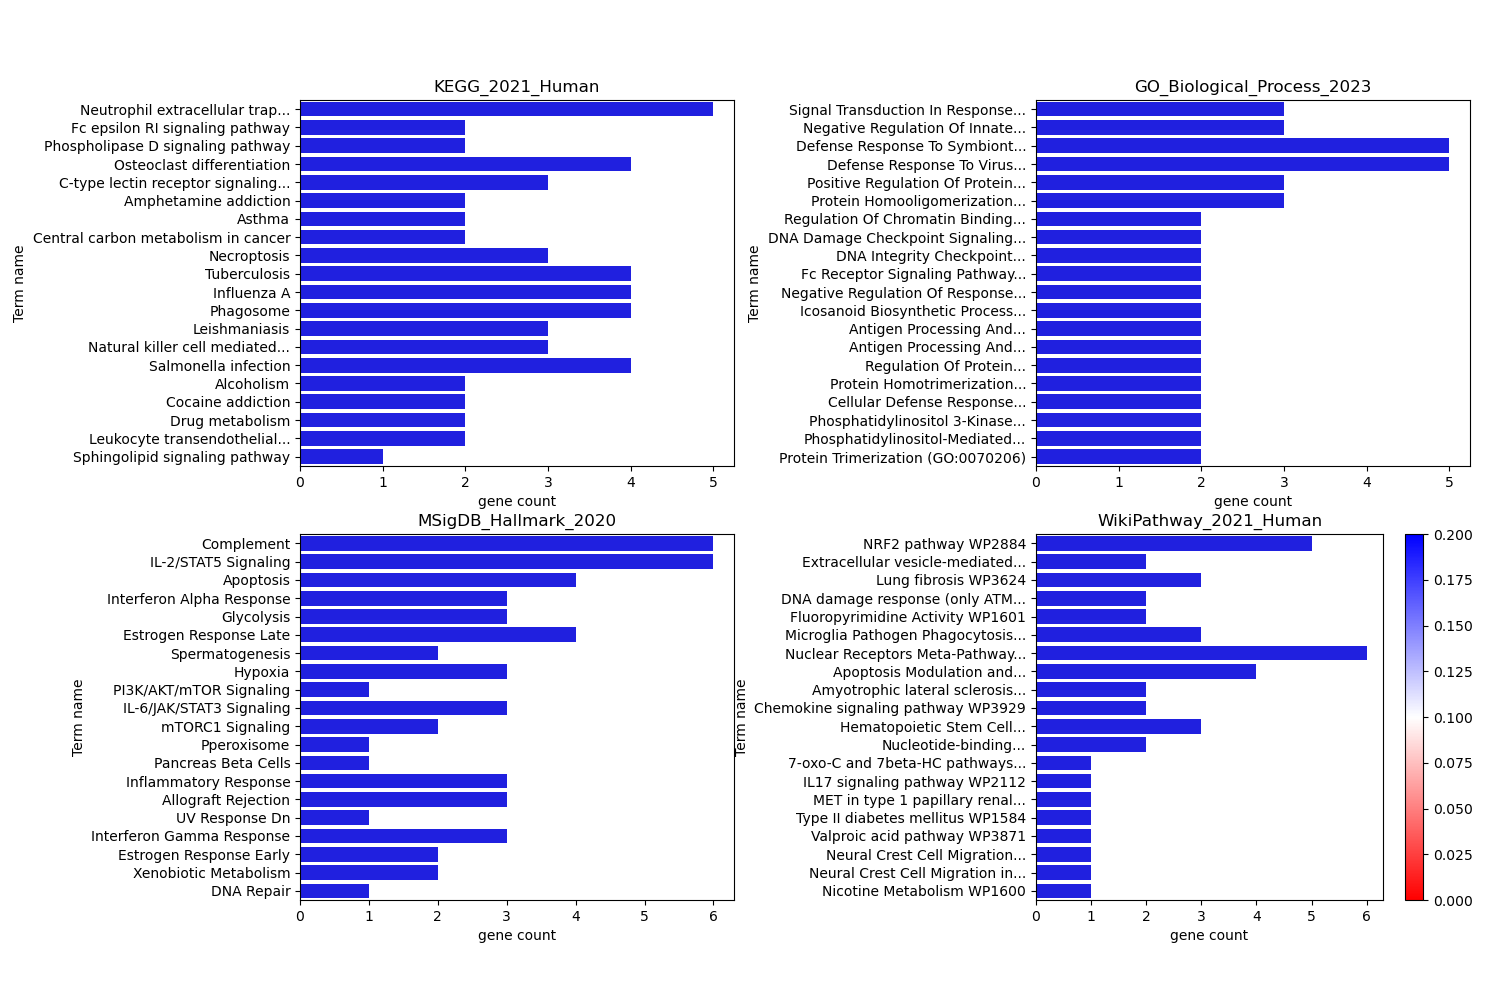 KEGG_2021_Human
Term name
Neutrophil extracellular trap...
Fc epsilon RI signaling pathway
Phospholipase D signaling pathway
Osteoclast differentiation
C-type lectin receptor signaling...
Amphetamine addiction
Asthma
Central carbon metabolism in cancer
Necroptosis
Tuberculosis
Influenza A
Phagosome
Leishmaniasis
Natural killer cell mediated...
Salmonella infection
Alcoholism
Cocaine addiction
Drug metabolism
Leukocyte transendothelial...
Sphingolipid signaling pathway
0 1 2 3 4 5
gene count
GO_Biological_Process_2023
Term name
Signal Transduction In Response...
Negative Regulation Of Innate...
Defense Response To Symbiont...
Defense Response To Virus...
Positive Regulation Of Protein...
Protein Homooligomerization...
Regulation Of Chromatin Binding...
DNA Damage Checkpoint Signaling...
DNA Integrity Checkpoint...
Fc Receptor Signaling Pathway...
Negative Regulation Of Response...
Icosanoid Biosynthetic Process...
Antigen Processing And...
Antigen Processing And...
Regulation Of Protein...
Protein Homotrimerization...
Cellular Defense Response...
Phosphatidylinositol 3-Kinase...
Phosphatidylinositol-Mediated...
Protein Trimerization (GO:0070206)
0 1 2 3 4 5
gene count
MSigDB_Hallmark_2020
Term name
Complement
IL-2/STAT5 Signaling
Apoptosis
Interferon Alpha Response
Glycolysis
Estrogen Response Late
Spermatogenesis
Hypoxia
PI3K/AKT/mTOR Signaling
IL-6/JAK/STAT3 Signaling
mTORC1 Signaling
Pperoxisome
Pancreas Beta Cells
Inflammatory Response
Allograft Rejection
UV Response Dn
Interferon Gamma Response
Estrogen Response Early
Xenobiotic Metabolism
DNA Repair
0 1 2 3 4 5 6
gene count
WikiPathway_2021_Human
Term name
NRF2 pathway WP2884
Extracellular vesicle-mediated...
Lung fibrosis WP3624
DNA damage response (only ATM...
Fluoropyrimidine Activity WP1601
Microglia Pathogen Phagocytosis...
Nuclear Receptors Meta-Pathway...
Apoptosis Modulation and...
Amyotrophic lateral sclerosis...
Chemokine signaling pathway WP3929
Hematopoietic Stem Cell...
Nucleotide-binding...
7-oxo-C and 7beta-HC pathways...
IL17 signaling pathway WP2112
MET in type 1 papillary renal...
Type II diabetes mellitus WP1584
Valproic acid pathway WP3871
Neural Crest Cell Migration...
Neural Crest Cell Migration in...
Nicotine Metabolism WP1600
0 1 2 3 4 5 6
gene count
0.200
0.175
0.150
0.125
0.100
0.075
0.050
0.025
0.000